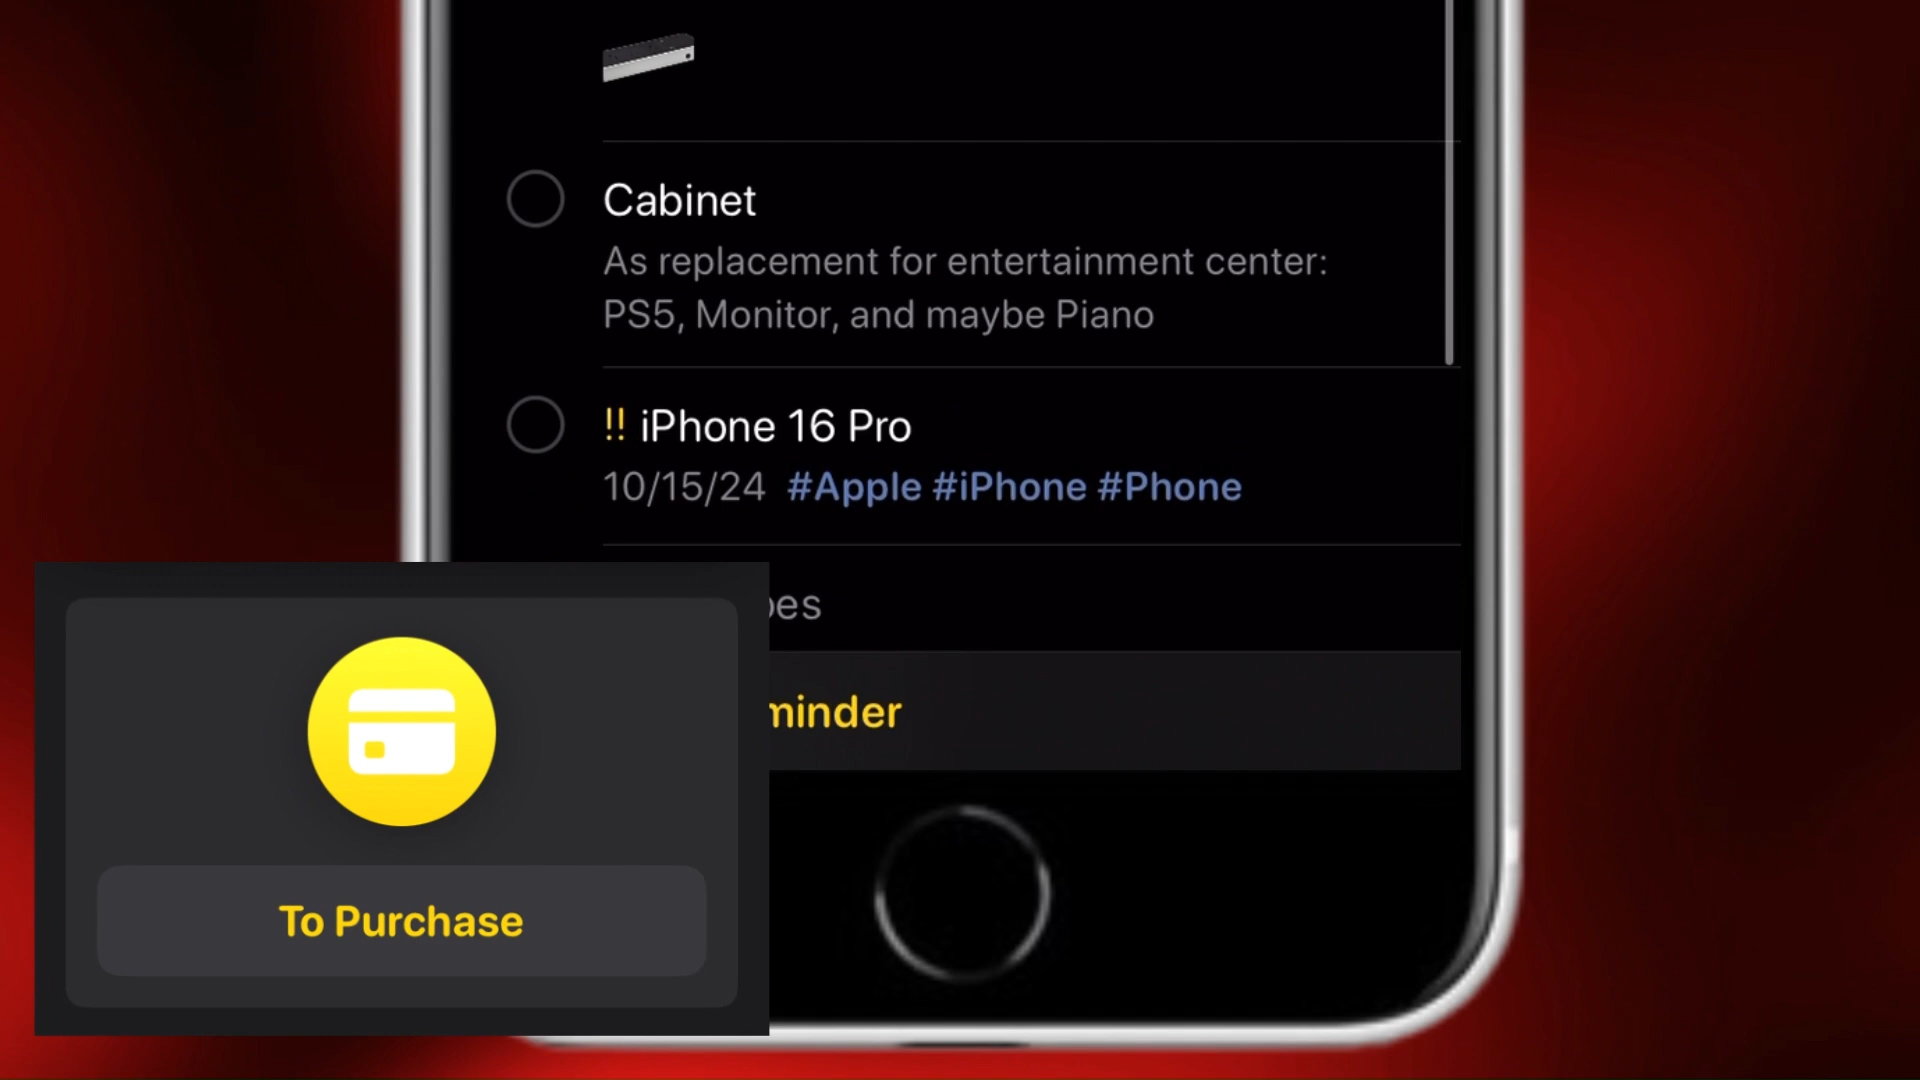 Cabinet
As replacement for entertainment center:
PS5, Monitor, and maybe Piano
!! iPhone 16 Pro
10/15/24 #Apple #iPhone #Phone
minder
To Purchase